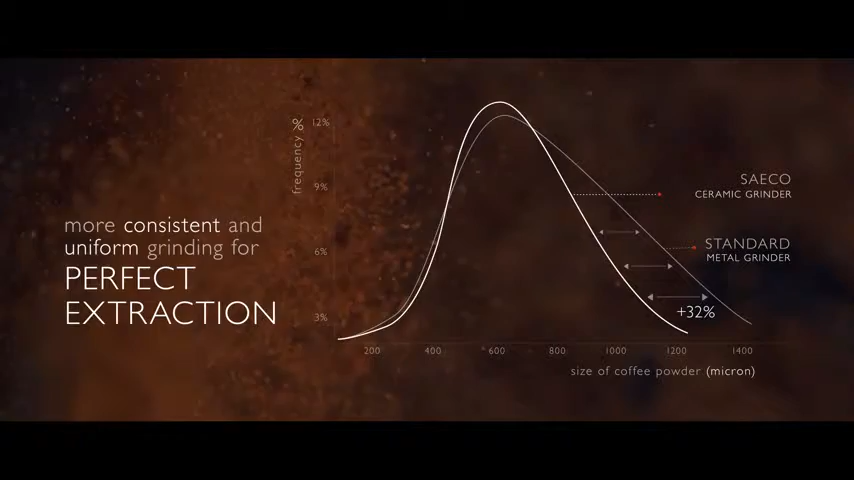 more consistent and
uniform grinding for
PERFECT
EXTRACTION
frequency %
12%
9%
6%
3%
SAECO
CERAMIC GRINDER
STANDARD
METAL GRINDER
+32%
200 400 600 800 1000 1200 1400
size of coffee powder (micron)